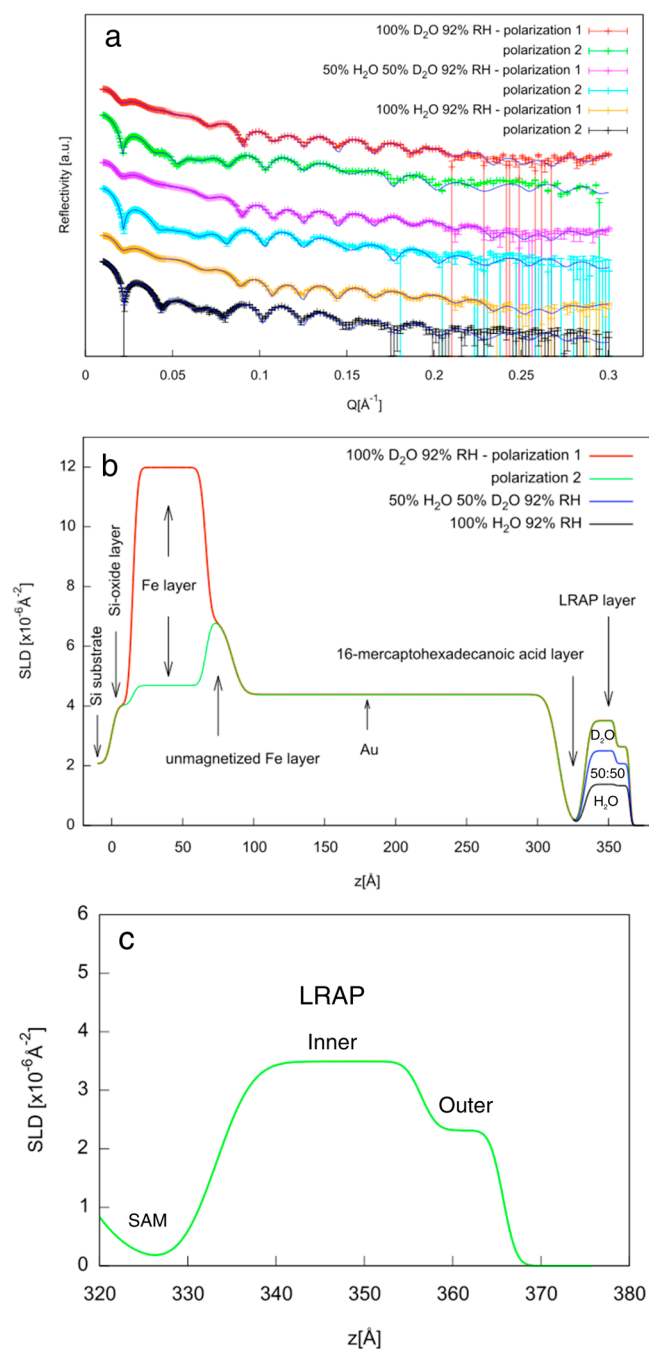 a
100% D₂O 92% RH - polarization 1
polarization 2
50% H₂O 50% D₂O 92% RH - polarization 1
polarization 2
100% H₂O 92% RH - polarization 1
polarization 2
Reflectivity [a.u.]
0 0.05 0.1 0.15 0.2 0.25 0.3
Q[Å⁻¹]
b
100% D₂O 92% RH - polarization 1
polarization 2
50% H₂O 50% D₂O 92% RH
100% H₂O 92% RH
SLD [x10⁻⁶Å⁻²]
12
10
8
6
4
2
0
Si substrate
Si-oxide layer
Fe layer
unmagnetized Fe layer
Au
16-mercaptohexadecanoic acid layer
LRAP layer
D₂O
50:50
H₂O
0 50 100 150 200 250 300 350
z[Å]
c
LRAP
Inner
Outer
SAM
SLD [x10⁻⁶Å⁻²]
6
5
4
3
2
1
0
320 330 340 350 360 370 380
z[Å]